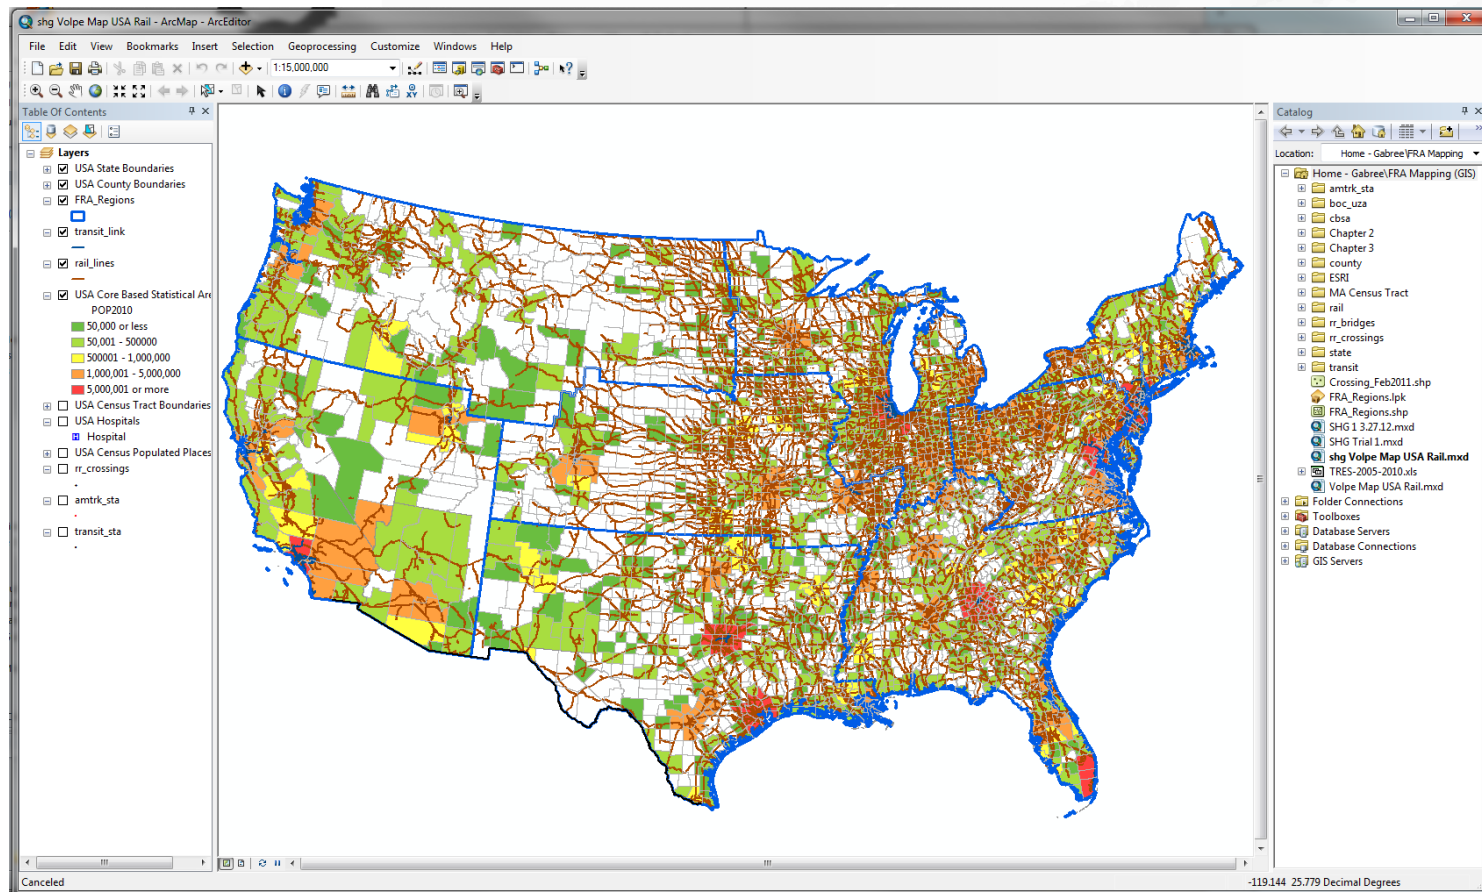 shg Volpe Map USA Rail - ArcMap - ArcEditor
File Edit View Bookmarks Insert Selection Geoprocessing Customize Windows Help
1:15,000,000
Table Of Contents
Layers
USA State Boundaries
USA County Boundaries
FRA_Regions
transit_link
rail_lines
USA Core Based Statistical Are
POP2010
50,000 or less
50,001 - 500000
500001 - 1,000,000
1,000,001 - 5,000,000
5,000,001 or more
USA Census Tract Boundaries
USA Hospitals
H Hospital
USA Census Populated Places
rr_crossings
amtrk_sta
transit_sta
Canceled
Catalog
Location: Home - Gabree\FRA Mapping
Home - Gabree\FRA Mapping (GIS)
amtrk_sta
boc_uza
cbsa
Chapter 2
Chapter 3
county
ESRI
MA Census Tract
rail
rr_bridges
rr_crossings
state
transit
Crossing_Feb2011.shp
FRA_Regions.lpk
FRA_Regions.shp
SHG 1 3.27.12.mxd
SHG Trial 1.mxd
shg Volpe Map USA Rail.mxd
TRES-2005-2010.xls
Volpe Map USA Rail.mxd
Folder Connections
Toolboxes
Database Servers
Database Connections
GIS Servers
-119.144 25.779 Decimal Degrees